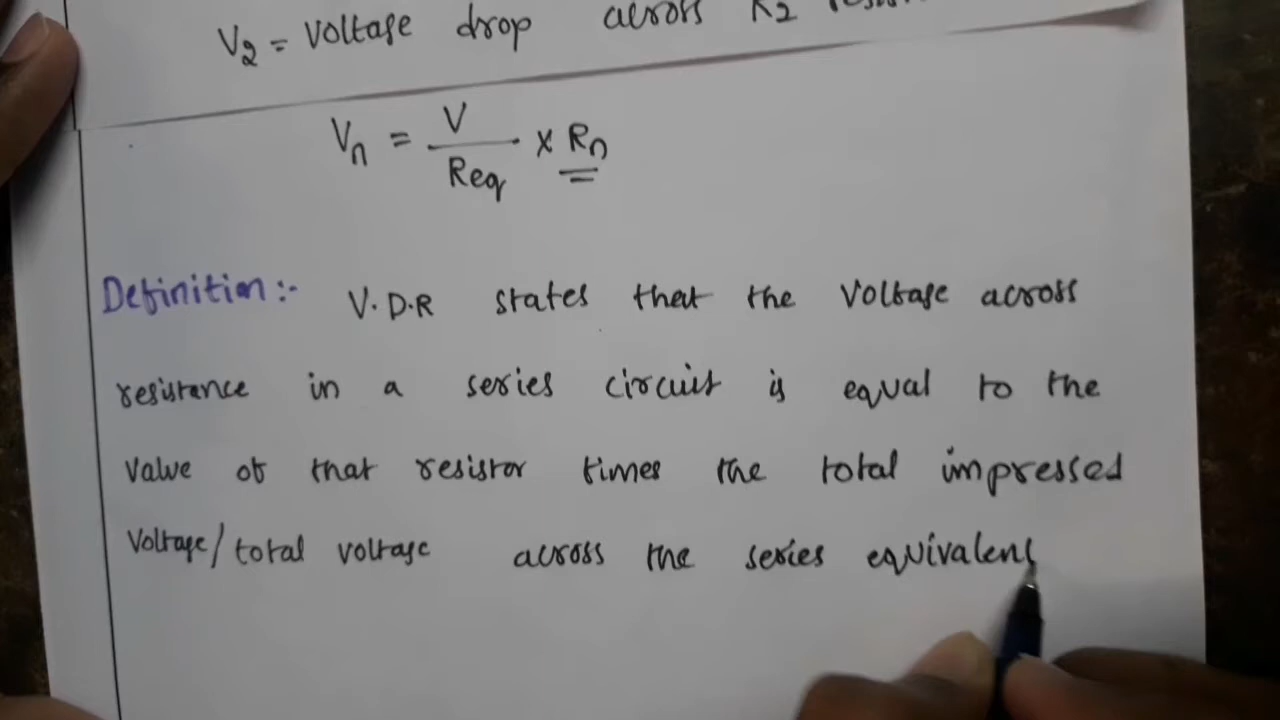 V2 = Voltage drop across R2
Vn = V / Req × Rn
Definition :- V.D.R states that the Voltage across
resistance in a series circuit is equal to the
Value of that resistor times the total impressed
Voltage/total voltage across the series equivalent